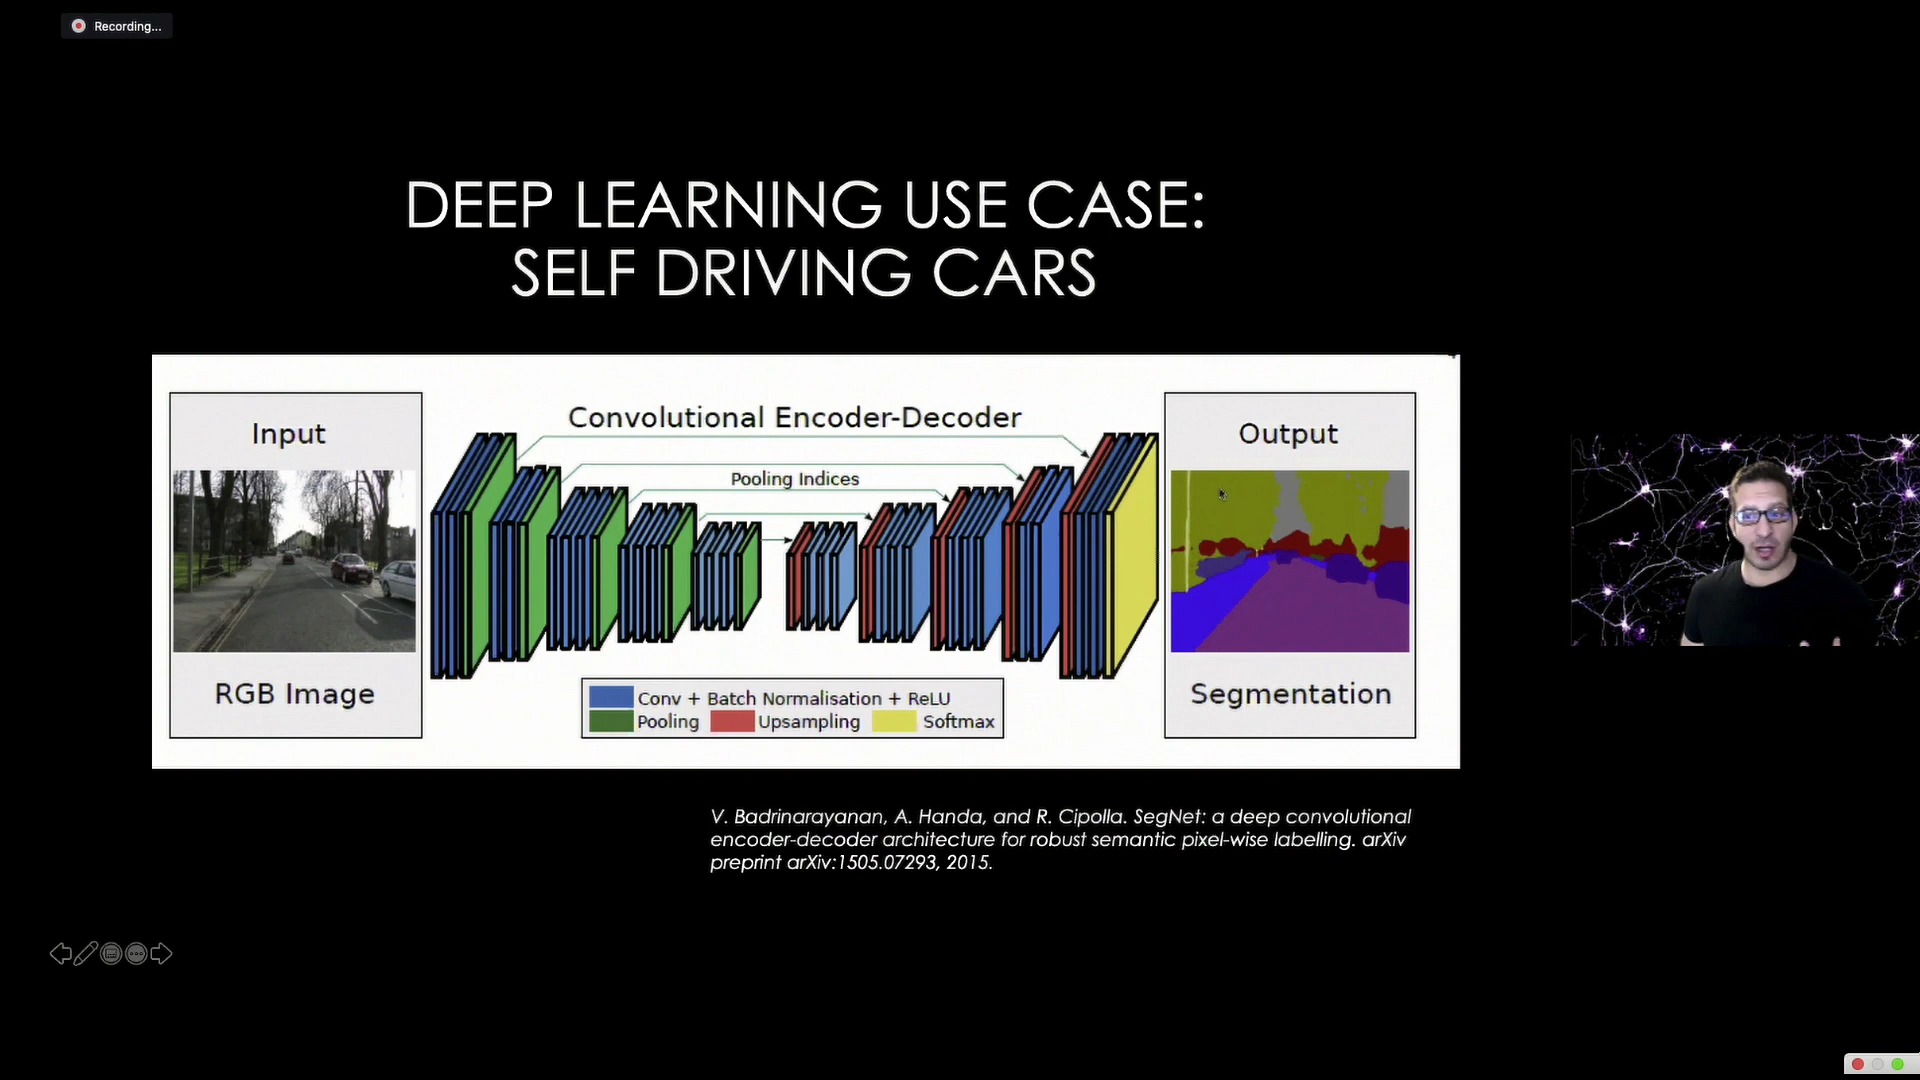 Recording...
DEEP LEARNING USE CASE:
SELF DRIVING CARS
Input
Convolutional Encoder-Decoder
Output
Pooling Indices
RGB Image
Segmentation
Conv + Batch Normalisation + ReLU
Pooling Upsampling Softmax
V. Badrinarayanan, A. Handa, and R. Cipolla. SegNet: a deep convolutional
encoder-decoder architecture for robust semantic pixel-wise labelling. arXiv
preprint arXiv:1505.07293, 2015.